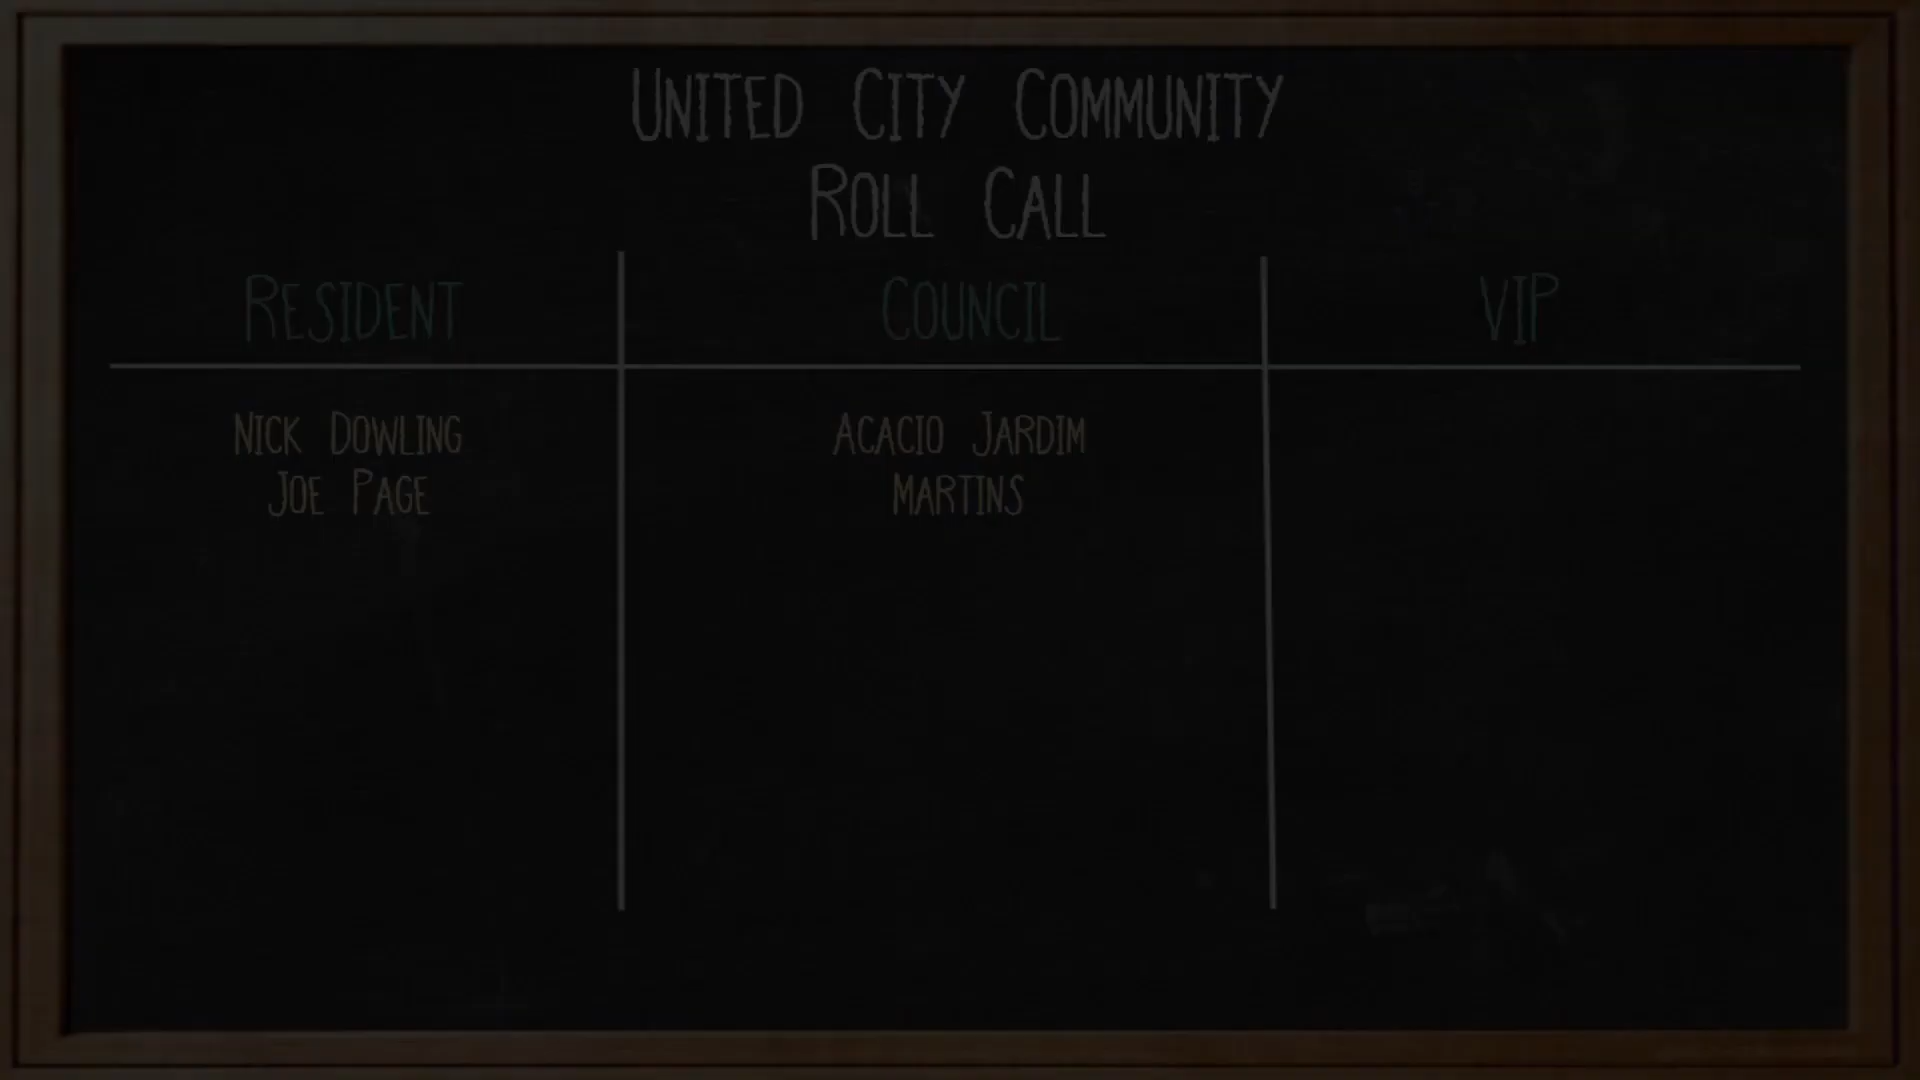 United City Community
Roll Call
Resident
Council
VIP
Nick Dowling
Joe Page
Acacio Jardim
Martins